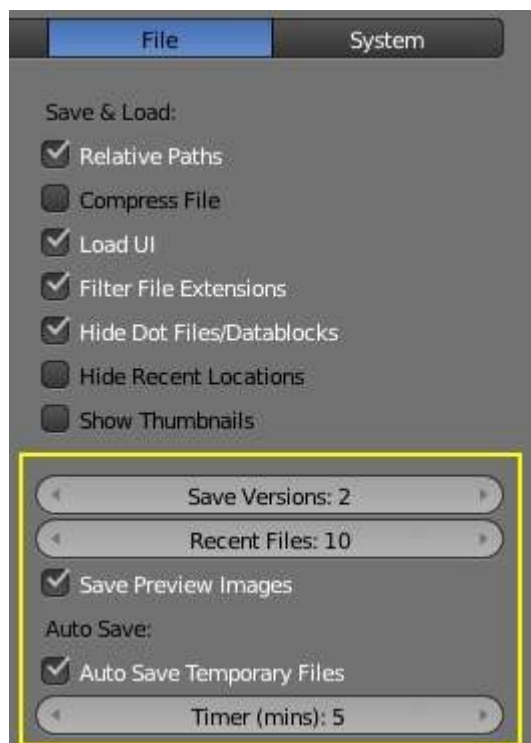 File System
Save & Load:
Relative Paths
Compress File
Load UI
Filter File Extensions
Hide Dot Files/Datablocks
Hide Recent Locations
Show Thumbnails
Save Versions: 2
Recent Files: 10
Save Preview Images
Auto Save:
Auto Save Temporary Files
Timer (mins): 5